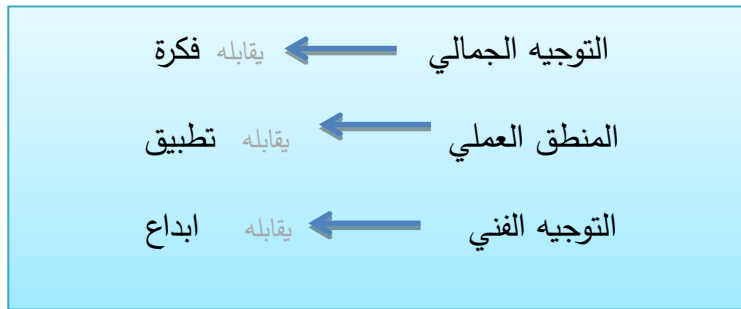 التوجيه الجمالي يقابله فكرة
المنطق العملي يقابله تطبيق
التوجيه الفني يقابله ابداع